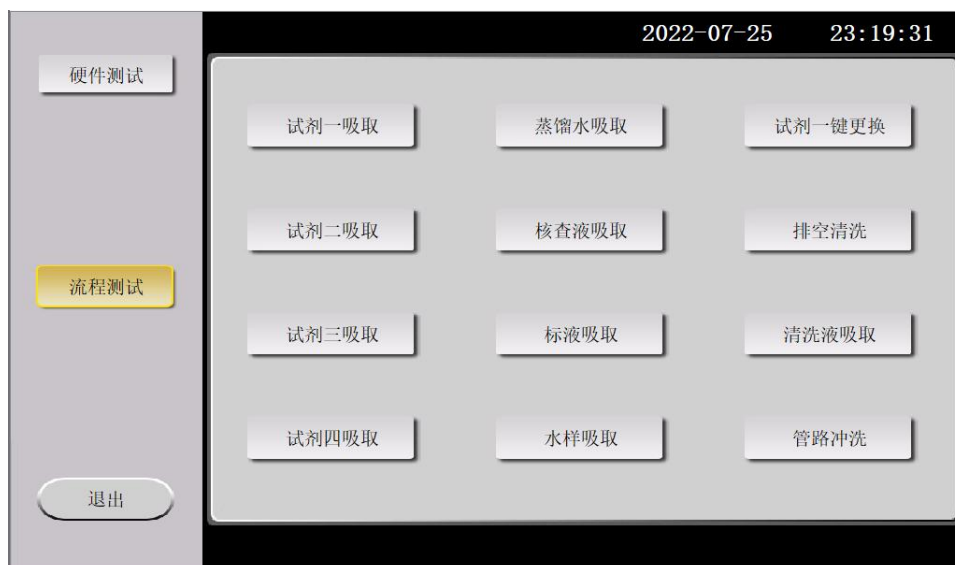 2022-07-25 23:19:31
硬件测试
流程测试
退出
试剂一吸取 蒸馏水吸取 试剂一键更换
试剂二吸取 核查液吸取 排空清洗
试剂三吸取 标液吸取 清洗液吸取
试剂四吸取 水样吸取 管路冲洗